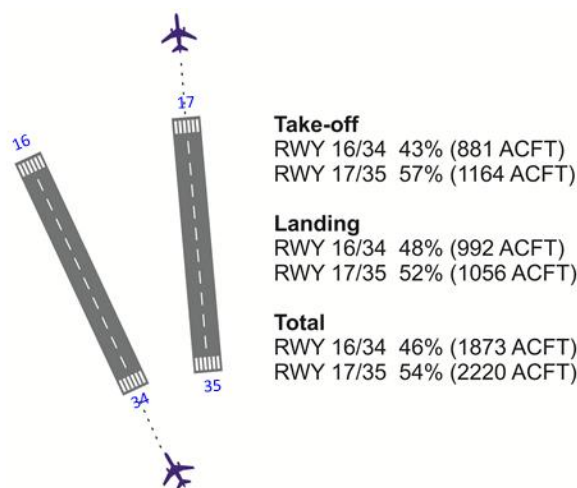 16
17
34
35
Take-off
RWY 16/34 43% (881 ACFT)
RWY 17/35 57% (1164 ACFT)
Landing
RWY 16/34 48% (992 ACFT)
RWY 17/35 52% (1056 ACFT)
Total
RWY 16/34 46% (1873 ACFT)
RWY 17/35 54% (2220 ACFT)